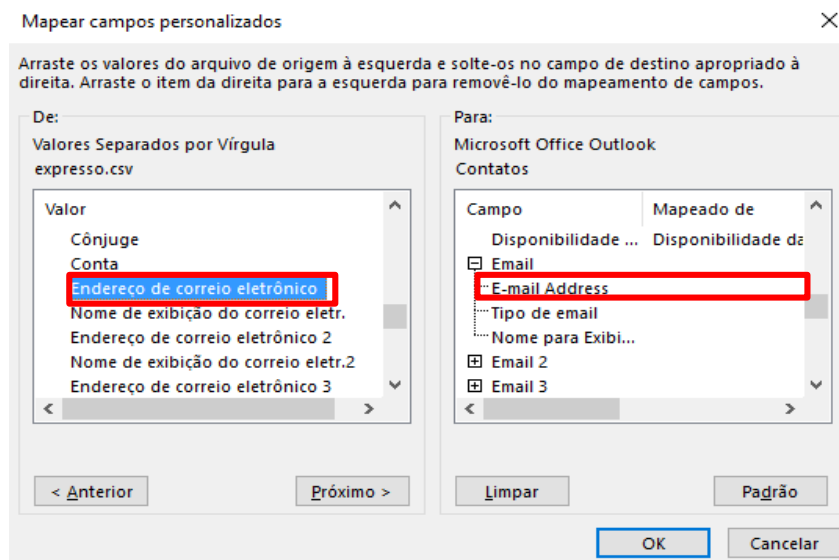 Mapear campos personalizados
Arraste os valores do arquivo de origem à esquerda e solte-os no campo de destino apropriado à
direita. Arraste o item da direita para a esquerda para removê-lo do mapeamento de campos.
De:
Valores Separados por Vírgula
expresso.csv
Valor
Cônjuge
Conta
Endereço de correio eletrônico
Nome de exibição do correio eletr.
Endereço de correio eletrônico 2
Nome de exibição do correio eletr.2
Endereço de correio eletrônico 3
< Anterior
Próximo >
Para:
Microsoft Office Outlook
Contatos
Campo Mapeado de
Disponibilidade ... Disponibilidade da
Email
E-mail Address
Tipo de email
Nome para Exibi...
Email 2
Email 3
Limpar
Padrão
OK
Cancelar